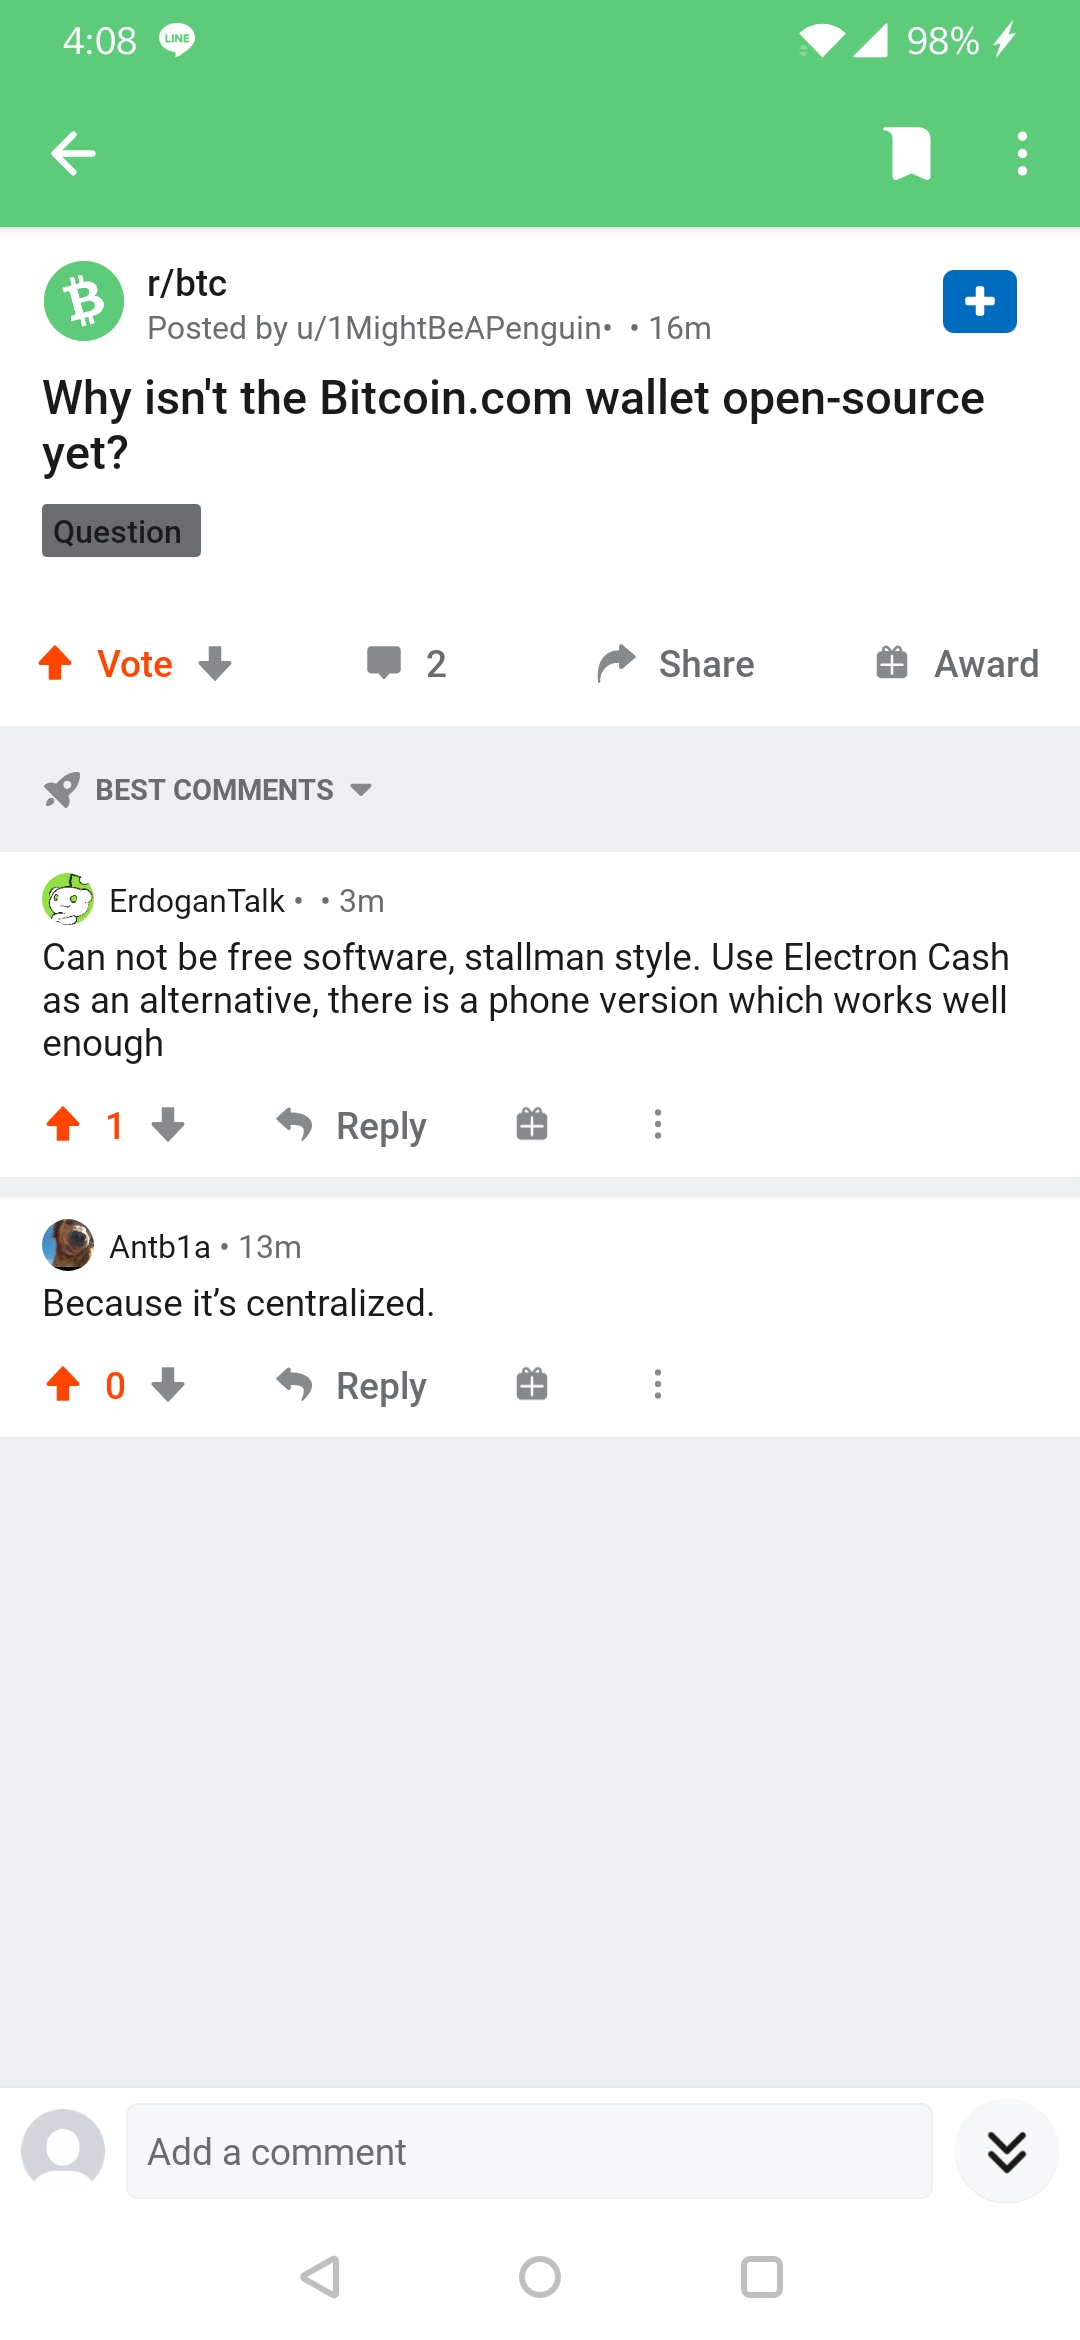 4:08 LINE 98%
r/btc
Posted by u/1MightBeAPenguin• • 16m
Why isn't the Bitcoin.com wallet open-source
yet?
Question
Vote 2 Share Award
BEST COMMENTS
ErdoganTalk • • 3m
Can not be free software, stallman style. Use Electron Cash
as an alternative, there is a phone version which works well
enough
1 Reply
Antb1a • 13m
Because it’s centralized.
0 Reply
Add a comment